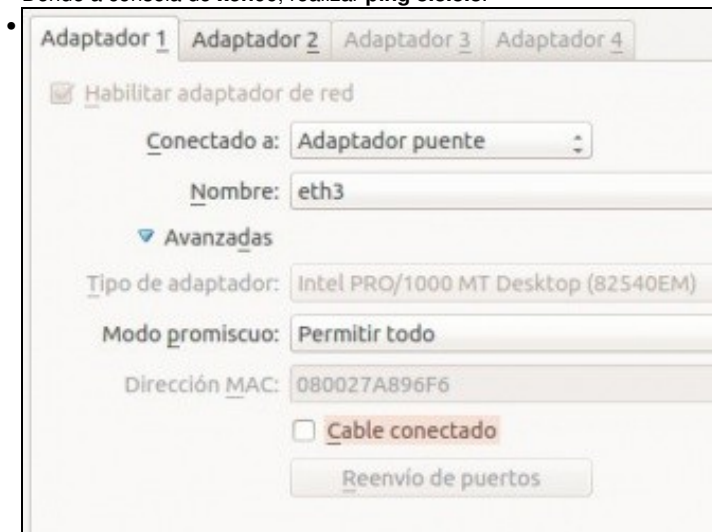 Adaptador 1 Adaptador 2 Adaptador 3 Adaptador 4
Habilitar adaptador de red
Conectado a: Adaptador puente
Nombre: eth3
Avanzadas
Tipo de adaptador: Intel PRO/1000 MT Desktop (82540EM)
Modo promiscuo: Permitir todo
Dirección MAC: 080027A896F6
Cable conectado
Reenvío de puertos